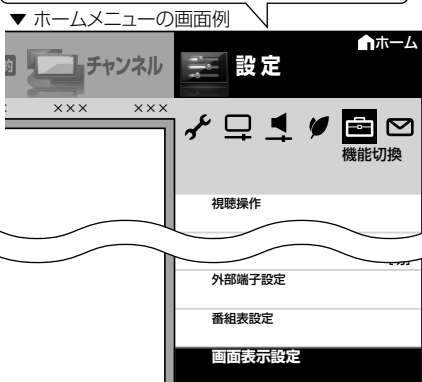 ▼ ホームメニューの画面例
ホーム
チャンネル
設定
××× ×××
機能切換
視聴操作
外部端子設定
番組表設定
画面表示設定